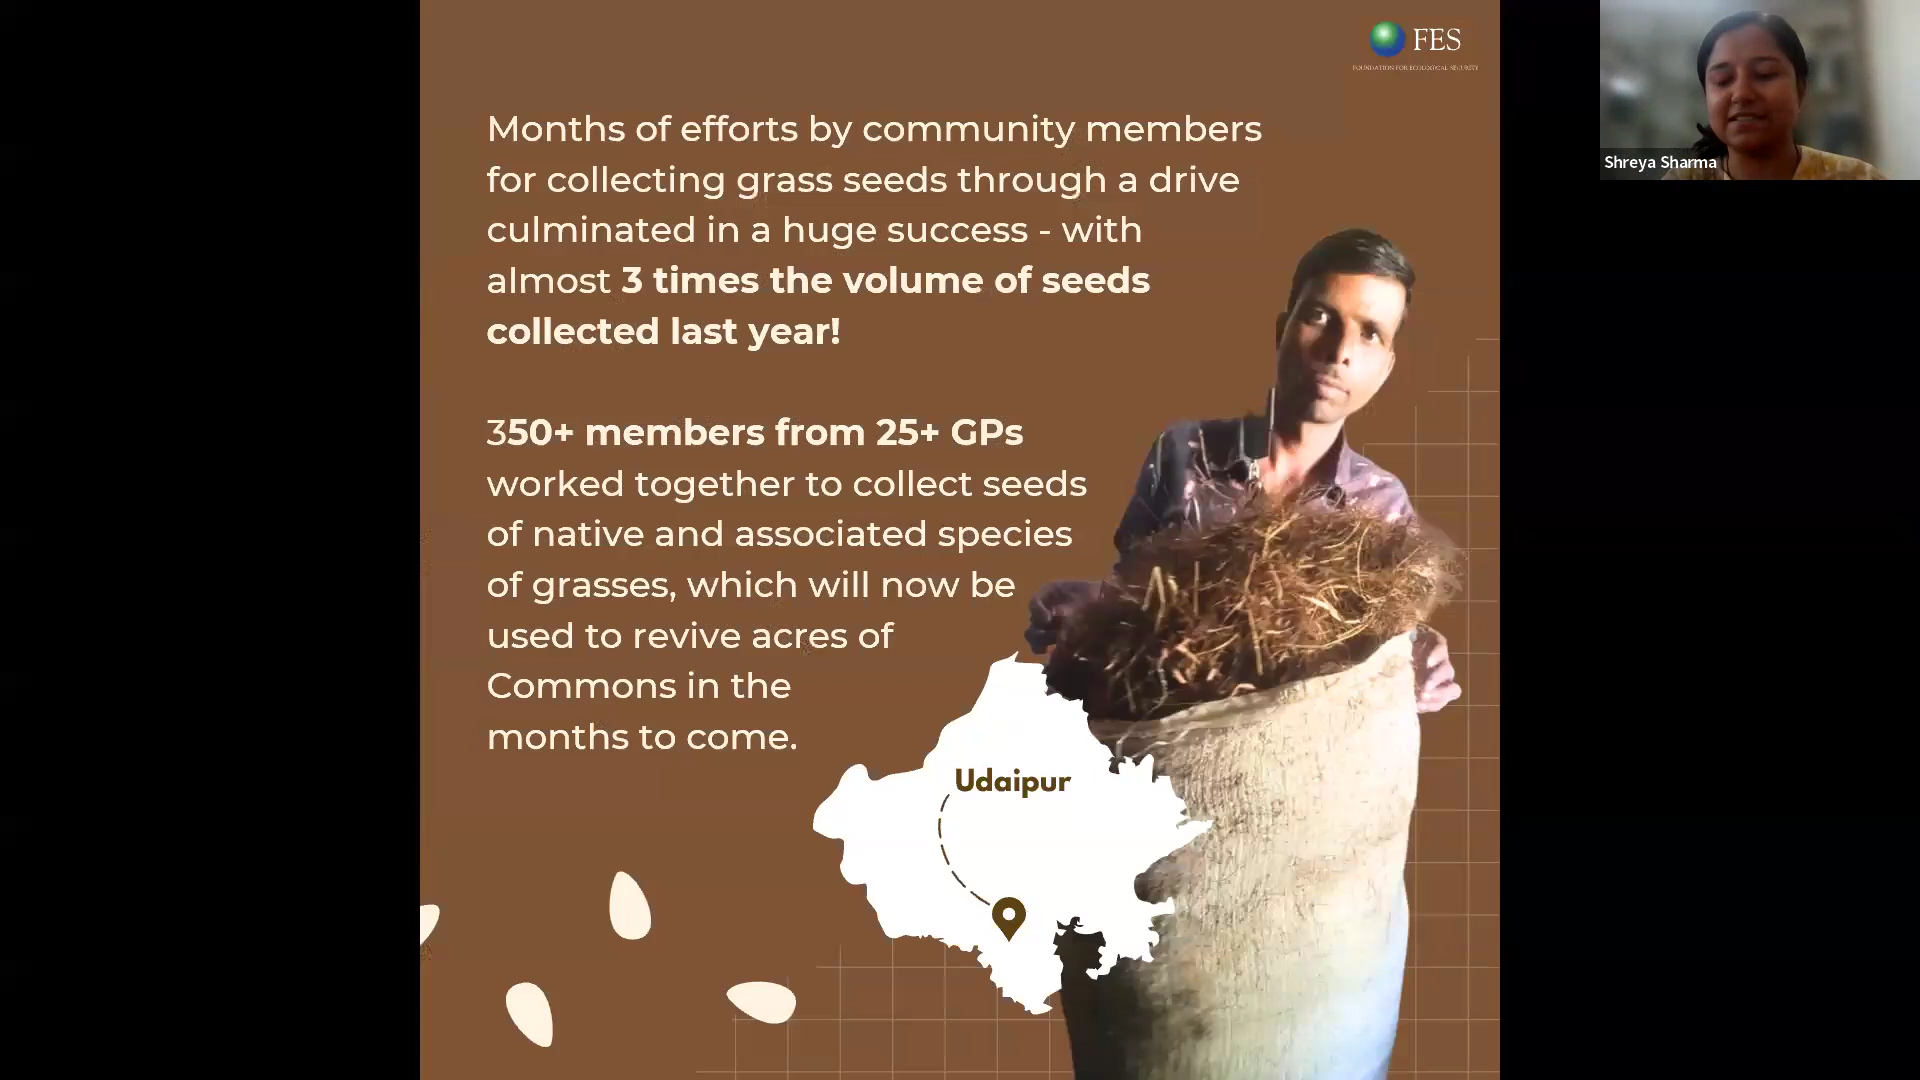 FES
FOUNDATION FOR ECOLOGICAL SECURITY
Months of efforts by community members
for collecting grass seeds through a drive
culminated in a huge success - with
almost 3 times the volume of seeds
collected last year!
350+ members from 25+ GPs
worked together to collect seeds
of native and associated species
of grasses, which will now be
used to revive acres of
Commons in the
months to come.
Udaipur
Shreya Sharma